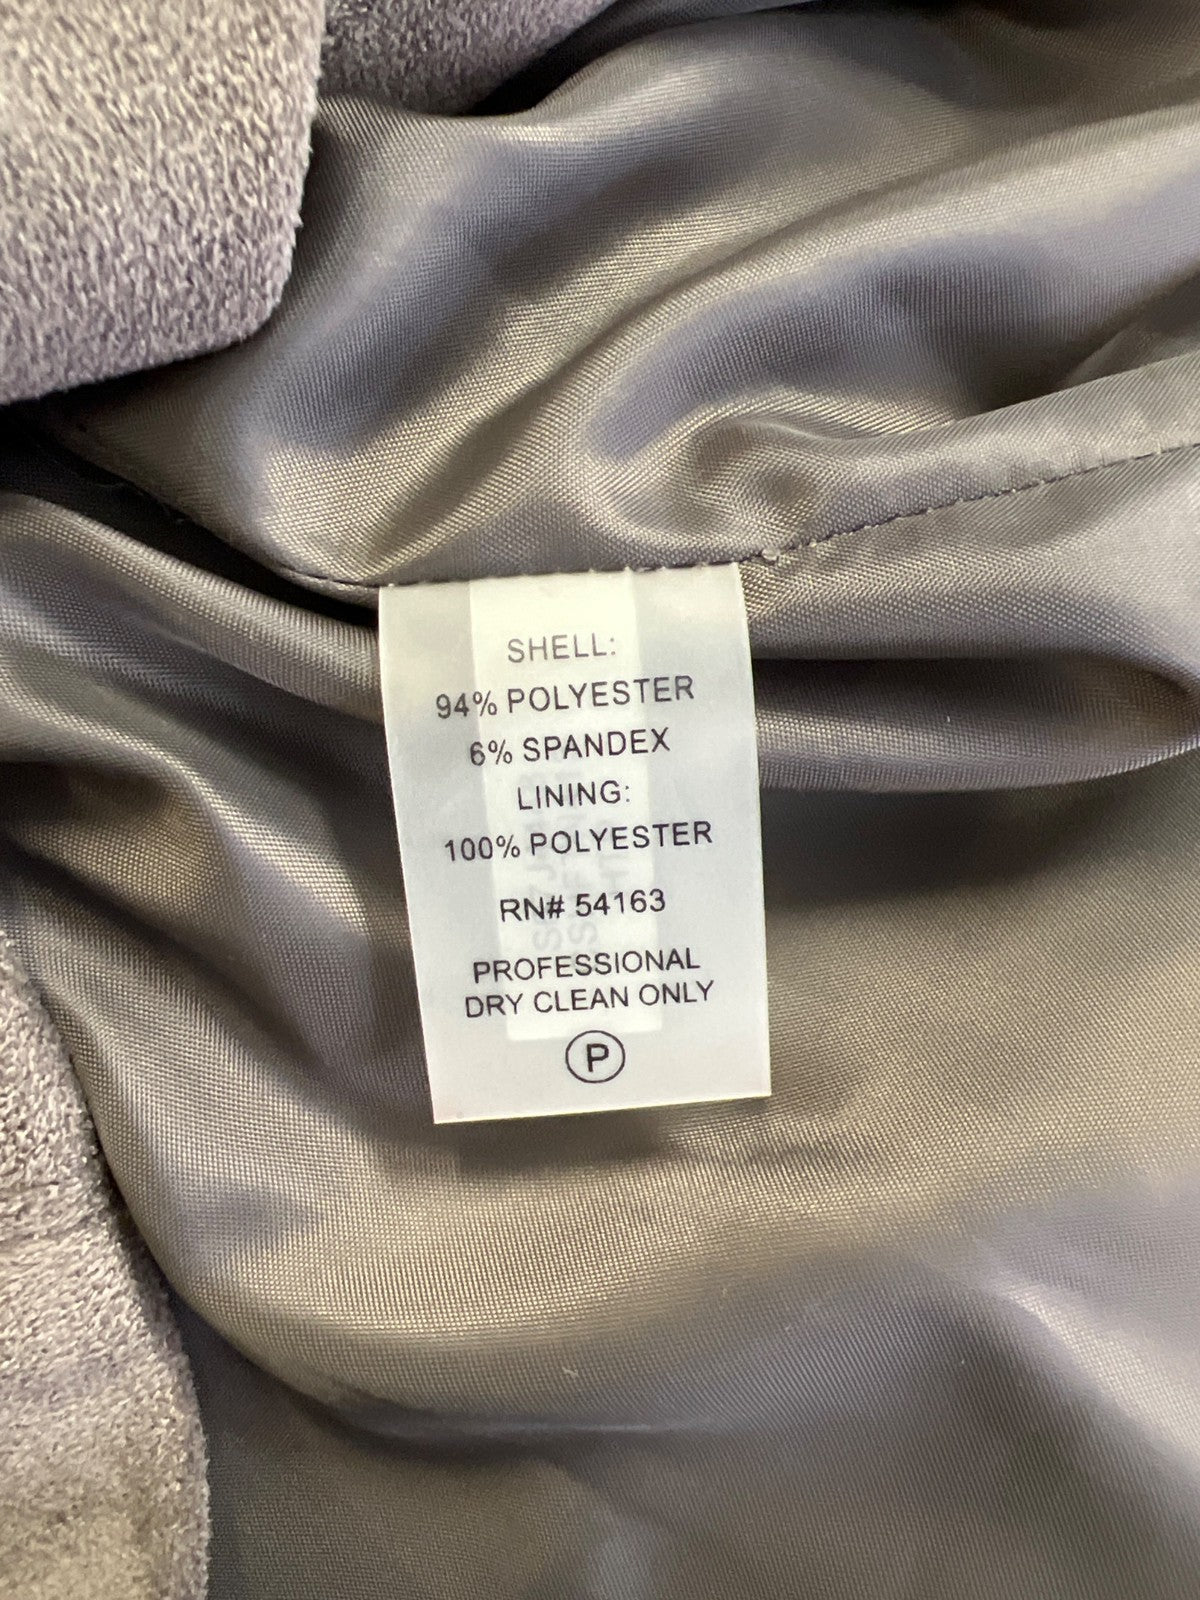 SHELL:
94% POLYESTER
6% SPANDEX
LINING:
100% POLYESTER
RN# 54163
PROFESSIONAL
DRY CLEAN ONLY
P